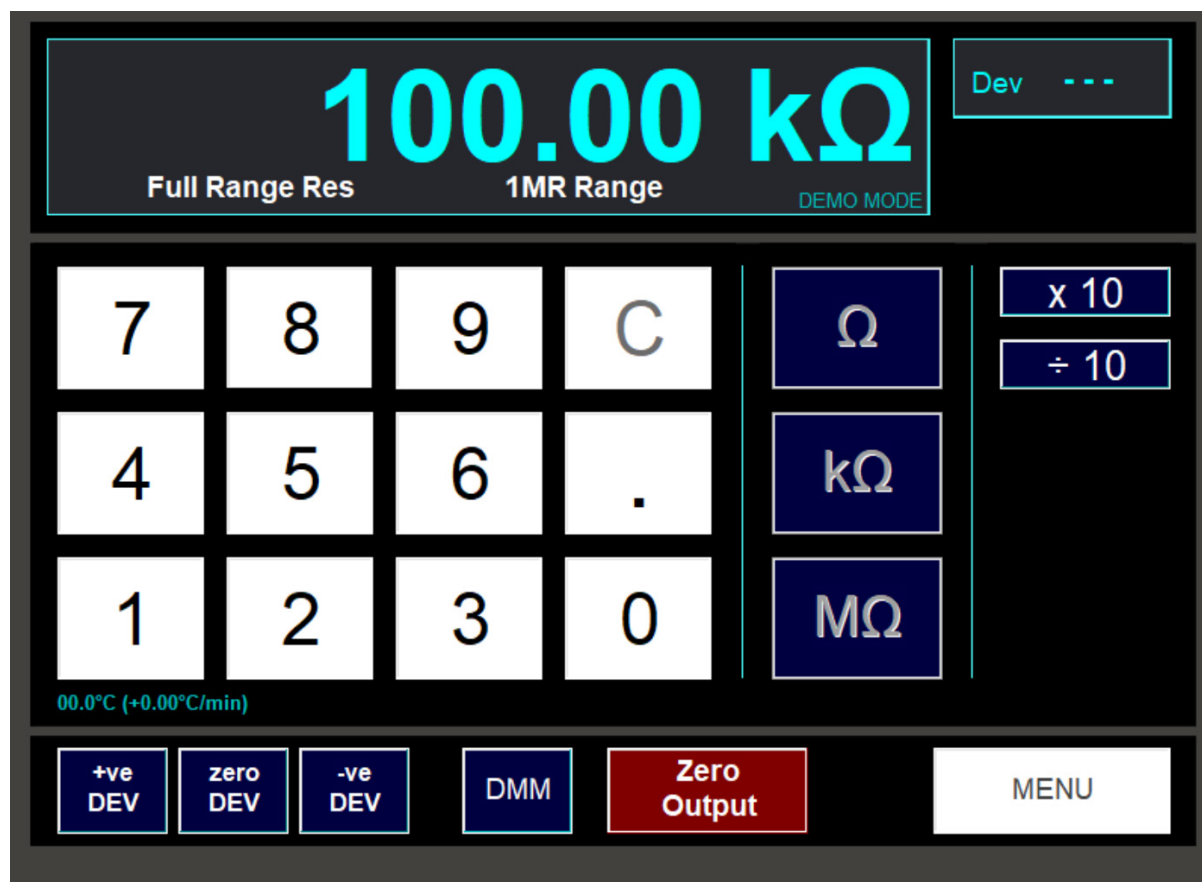 100.00 kΩ
Dev ---
Full Range Res 1MR Range
DEMO MODE
7 8 9 C Ω x 10
÷ 10
4 5 6 . kΩ
1 2 3 0 MΩ
00.0°C (+0.00°C/min)
+ve DEV
zero DEV
-ve DEV
DMM
Zero
Output
MENU